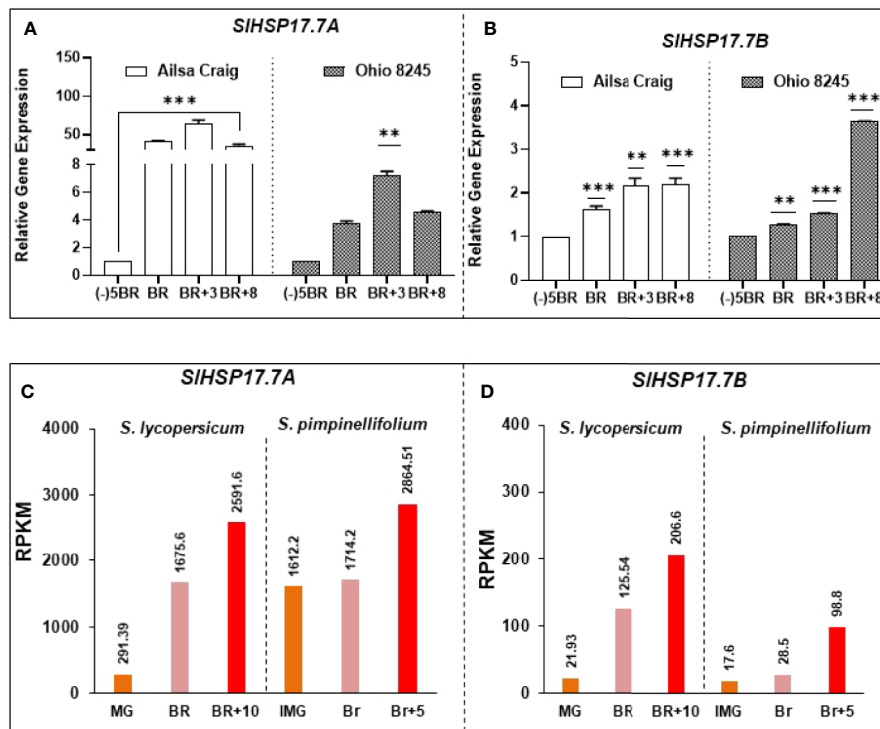 A
SlHSP17.7A
Relative Gene Expression
150
100
50
8
6
4
2
0
Ailsa Craig
Ohio 8245
***
**
(-)5BR BR BR+3 BR+8
(-)5BR BR BR+3 BR+8
B
SlHSP17.7B
Relative Gene Expression
5
4
3
2
1
0
Ailsa Craig
Ohio 8245
***
**
***
**
***
***
(-)5BR BR BR+3 BR+8
(-)5BR BR BR+3 BR+8
C
SlHSP17.7A
RPKM
4000
3000
2000
1000
0
S. lycopersicum
S. pimpinellifolium
291.39
1675.6
2591.6
1612.2
1714.2
2864.51
MG BR BR+10 IMG Br Br+5
D
SlHSP17.7B
RPKM
400
300
200
100
0
S. lycopersicum
S. pimpinellifolium
21.93
125.54
206.6
17.6
28.5
98.8
MG BR BR+10 IMG Br Br+5